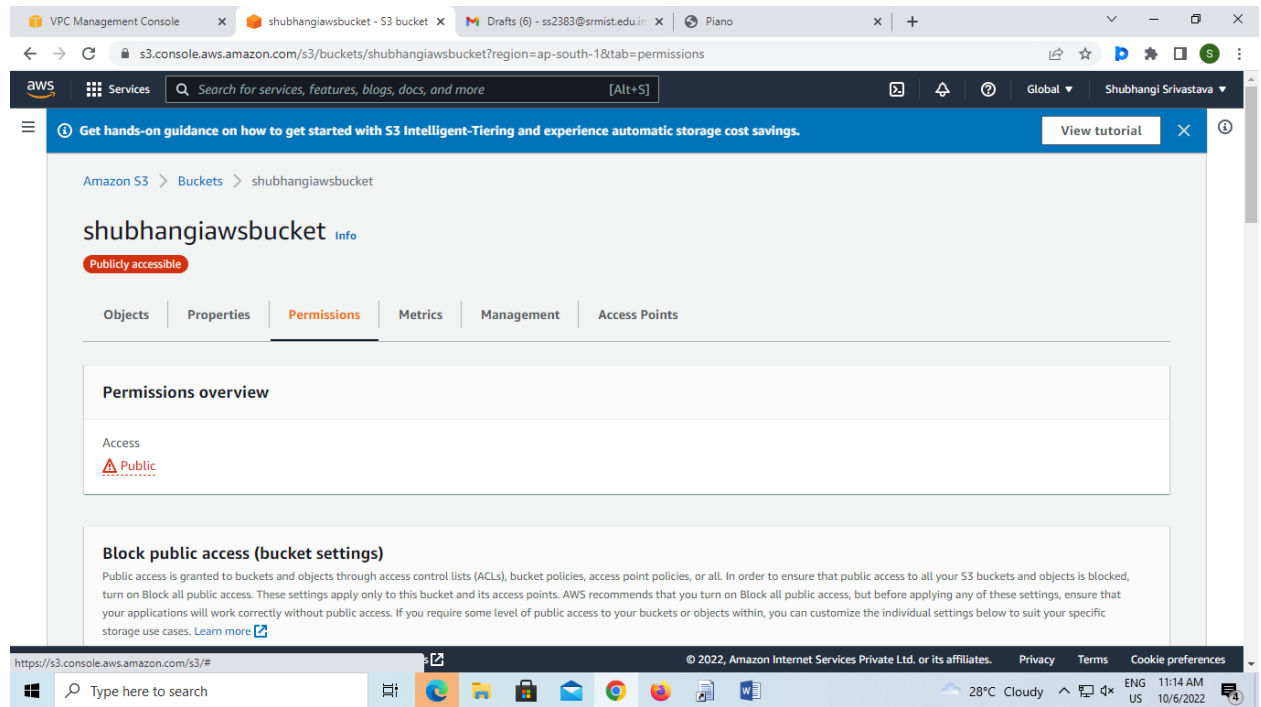 VPC Management Console
shubhangiawsbucket - S3 bucket
Drafts (6) - ss2383@srmist.edu.in
Piano
s3.console.aws.amazon.com/s3/buckets/shubhangiawsbucket?region=ap-south-1&tab=permissions
S
aws
Services
Search for services, features, blogs, docs, and more
[Alt+S]
Global
Shubhangi Srivastava
Get hands-on guidance on how to get started with S3 Intelligent-Tiering and experience automatic storage cost savings.
View tutorial
Amazon S3 > Buckets > shubhangiawsbucket
shubhangiawsbucket Info
Publicly accessible
Objects
Properties
Permissions
Metrics
Management
Access Points
Permissions overview
Access
Public
Block public access (bucket settings)
Public access is granted to buckets and objects through access control lists (ACLs), bucket policies, access point policies, or all. In order to ensure that public access to all your S3 buckets and objects is blocked,
turn on Block all public access. These settings apply only to this bucket and its access points. AWS recommends that you turn on Block all public access, but before applying any of these settings, ensure that
your applications will work correctly without public access. If you require some level of public access to your buckets or objects within, you can customize the individual settings below to suit your specific
storage use cases. Learn more
https://s3.console.aws.amazon.com/s3/#
s
© 2022, Amazon Internet Services Private Ltd. or its affiliates.
Privacy
Terms
Cookie preferences
Type here to search
28°C Cloudy
ENG
US
11:14 AM
10/6/2022
4